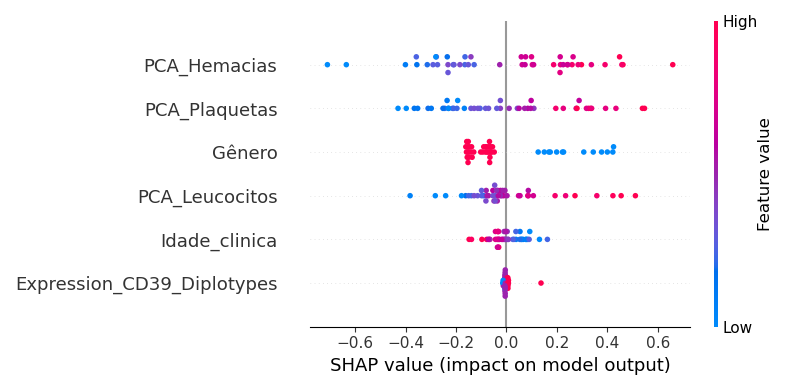 High
PCA_Hemacias
PCA_Plaquetas
Gênero
PCA_Leucocitos
Idade_clinica
Expression_CD39_Diplotypes
Feature value
Low
−0.6 −0.4 −0.2 0.0 0.2 0.4 0.6
SHAP value (impact on model output)